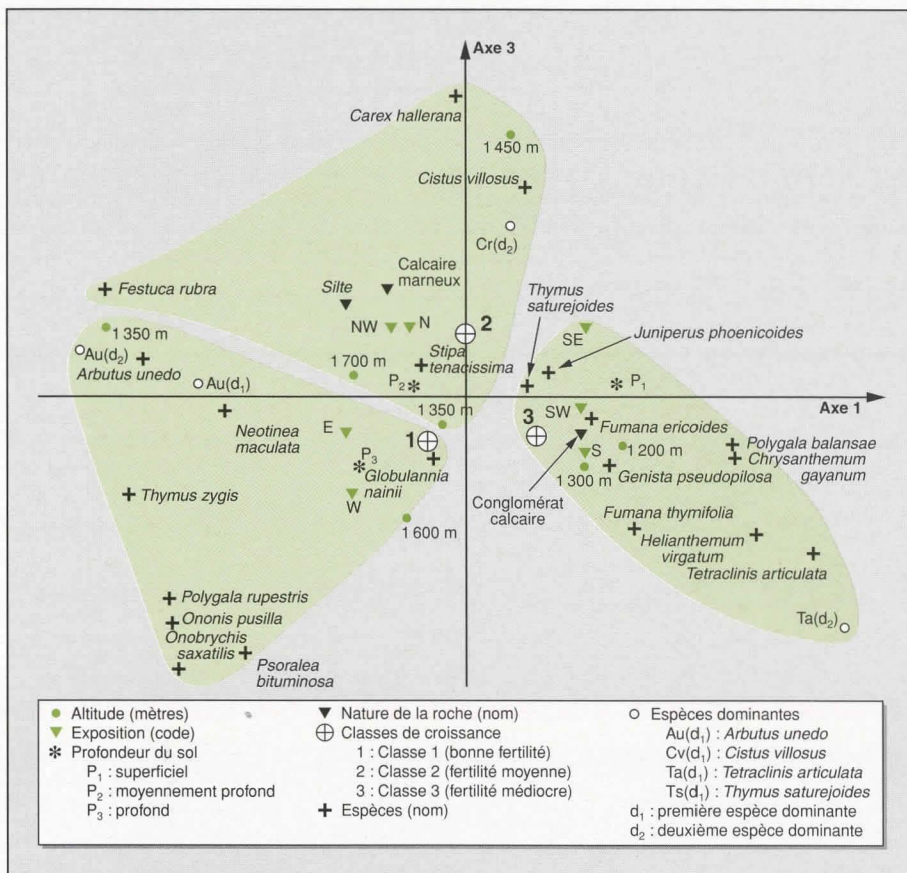 Axe 3
Carex hallerana
1 450 m
Cistus villosus
Cr(d2)
Calcaire
marneux
Silte
Festuca rubra
NW
N
2
Thymus
saturejoides
Juniperus phoenicoides
SE
1 350 m
Au(d2)
Arbutus unedo
1 700 m
Stipa
tenacissima
P2
P1
Au(d1)
Axe 1
Neotinea
maculata
E
1 350 m
1
3
SW
Fumana ericoides
S
1 200 m
Polygala balansae
Chrysanthemum
gayanum
P3
Globulannia
nainii
1 300 m
Genista pseudopilosa
Thymus zygis
W
Conglomérat
calcaire
1 600 m
Fumana thymifolia
Helianthemum
virgatum
Tetraclinis articulata
Polygala rupestris
Ononis pusilla
Onobrychis
saxatilis
Psoralea
bituminosa
Ta(d2)
Altitude (mètres)
Exposition (code)
Profondeur du sol
P1 : superficiel
P2 : moyennement profond
P3 : profond
Nature de la roche (nom)
Classes de croissance
1 : Classe 1 (bonne fertilité)
2 : Classe 2 (fertilité moyenne)
3 : Classe 3 (fertilité médiocre)
Espèces (nom)
Espèces dominantes
Au(d1) : Arbutus unedo
Cv(d1) : Cistus villosus
Ta(d1) : Tetraclinis articulata
Ts(d1) : Thymus saturejoides
d1 : première espèce dominante
d2 : deuxième espèce dominante